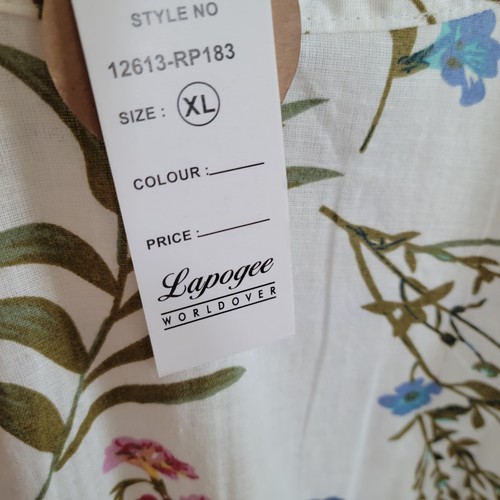 STYLE NO
12613-RP183
SIZE : XL
COLOUR :
PRICE :
Lapogee
WORLDOVER